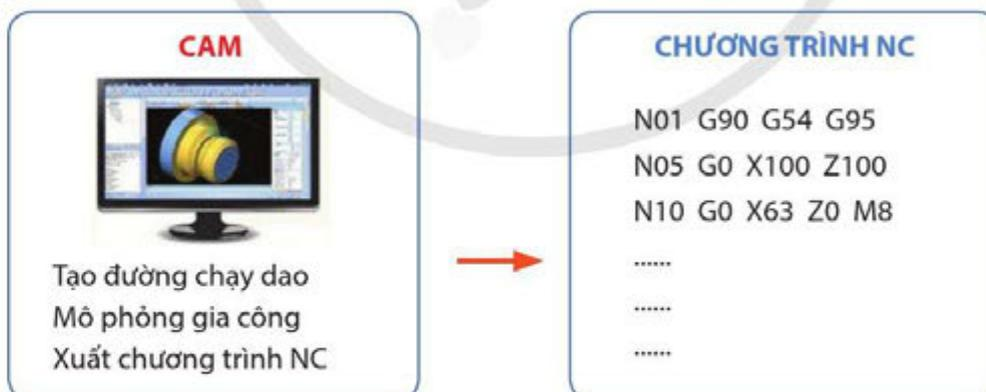 CAM
Tạo đường chạy dao
Mô phỏng gia công
Xuất chương trình NC
CHƯƠNG TRÌNH NC
N01 G90 G54 G95
N05 G0 X100 Z100
N10 G0 X63 Z0 M8
......
......
......